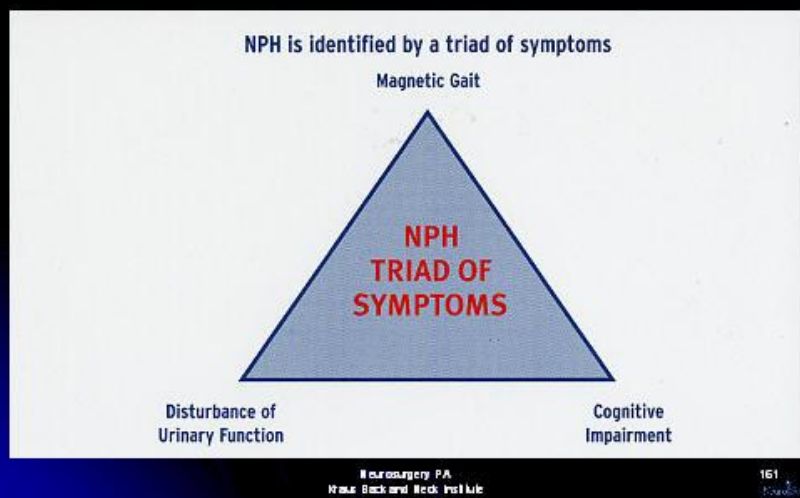 NPH is identified by a triad of symptoms
Magnetic Gait
NPH
TRIAD OF
SYMPTOMS
Disturbance of
Urinary Function
Cognitive
Impairment
Neurosurgery PA
Kraus Back and Neck Institute
161